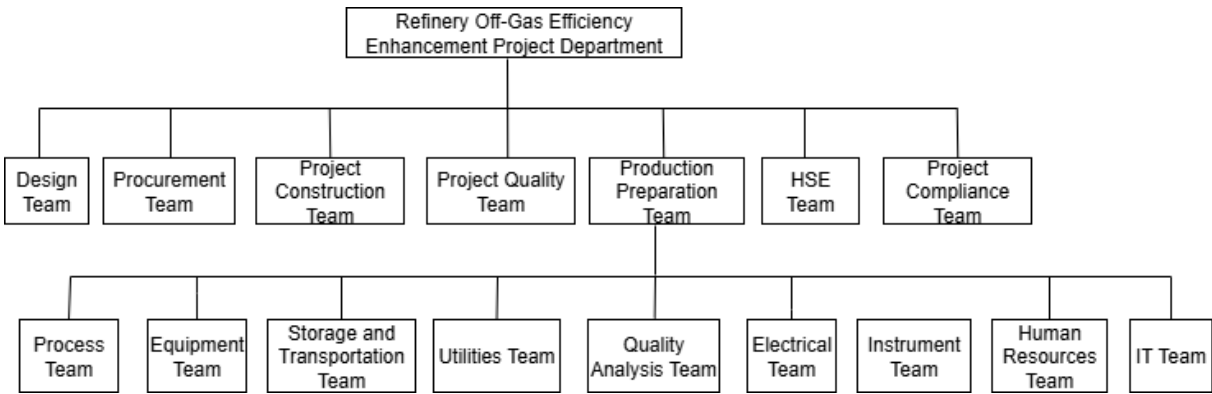 Refinery Off-Gas Efficiency
Enhancement Project Department
Design
Team
Procurement
Team
Project
Construction
Team
Project Quality
Team
Production
Preparation
Team
HSE
Team
Project
Compliance
Team
Process
Team
Equipment
Team
Storage and
Transportation
Team
Utilities Team
Quality
Analysis Team
Electrical
Team
Instrument
Team
Human
Resources
Team
IT Team